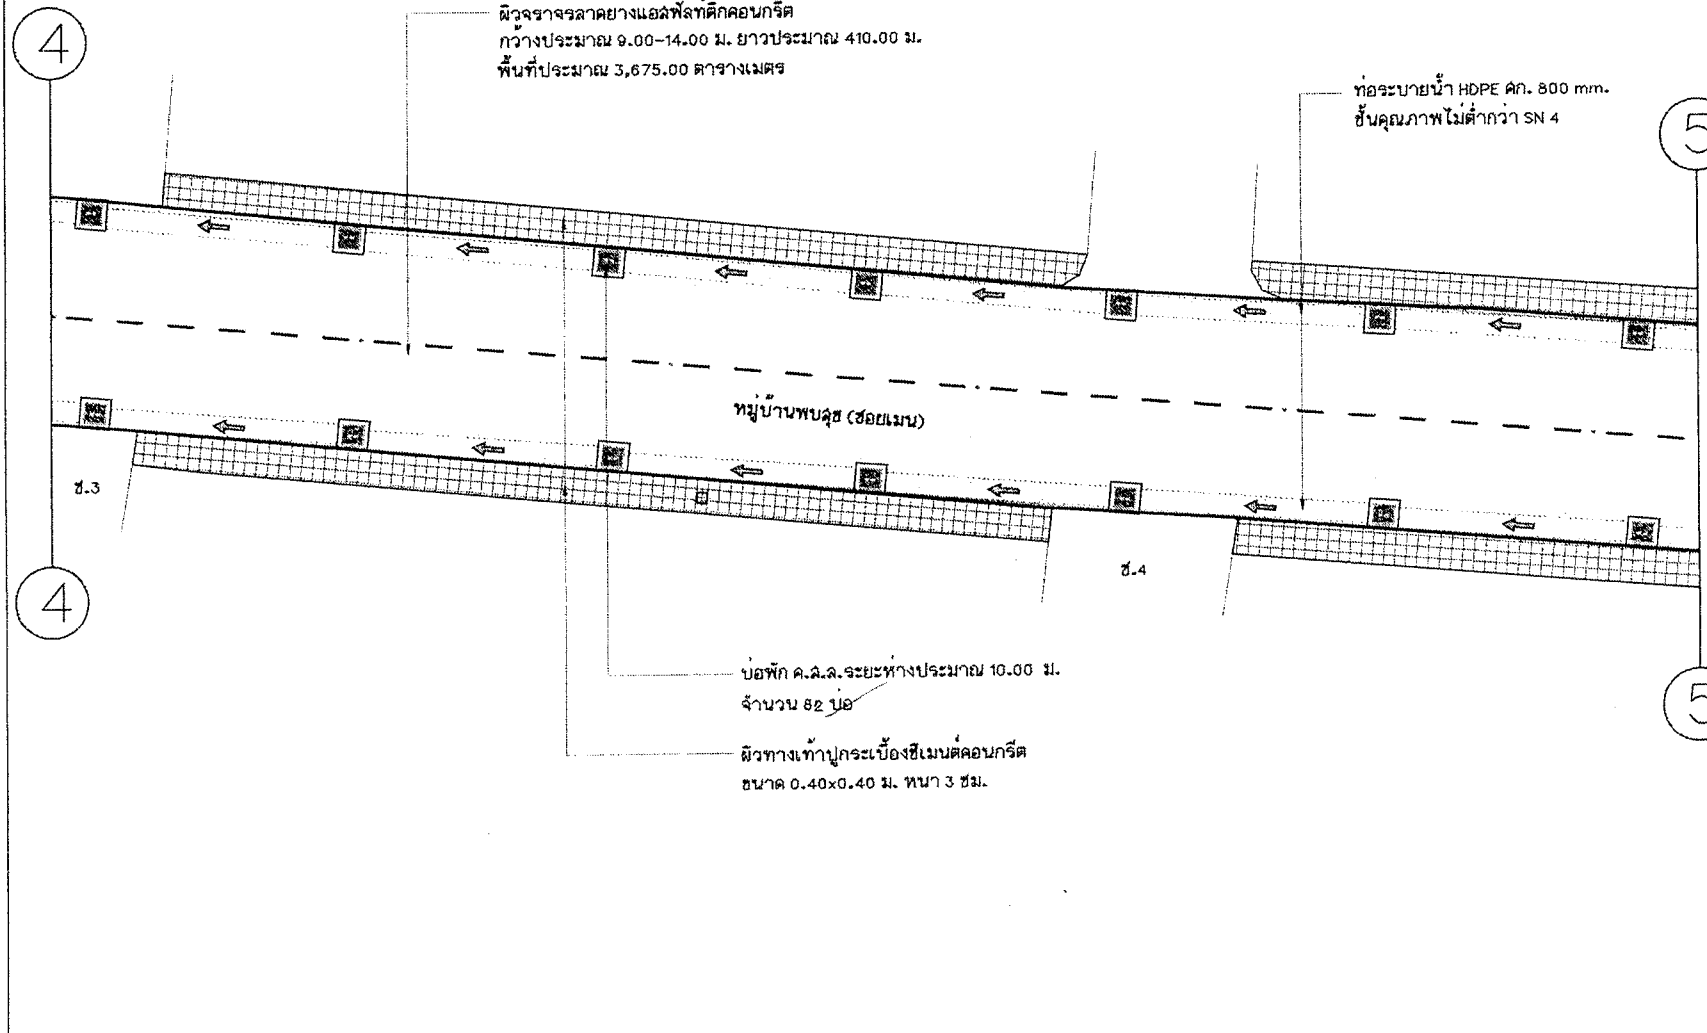 4
ผิวจราจรลาดยางแอสฟัลท์ติกคอนกรีต
กว้างประมาณ 9.00-14.00 ม. ยาวประมาณ 410.00 ม.
พื้นที่ประมาณ 3,675.00 ตารางเมตร
ท่อระบายน้ำ HDPE ศก. 800 mm.
ชั้นคุณภาพไม่ต่ำกว่า SN 4
5
หมู่บ้านพบสุข (ซอยเมน)
ซ.3
ซ.4
4
5
บ่อพัก ค.ส.ล.ระยะห่างประมาณ 10.00 ม.
จำนวน 82 บ่อ
ผิวทางเท้าปูกระเบื้องซีเมนต์คอนกรีต
ขนาด 0.40x0.40 ม. หนา 3 ซม.